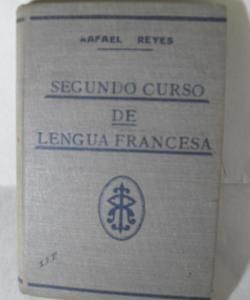 RAFAEL REYES
SEGUNDO CURSO
DE
LENGUA FRANCESA